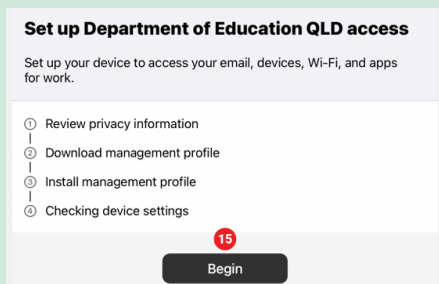 Set up Department of Education QLD access
Set up your device to access your email, devices, Wi-Fi, and apps
for work.
1 Review privacy information
2 Download management profile
3 Install management profile
4 Checking device settings
15
Begin